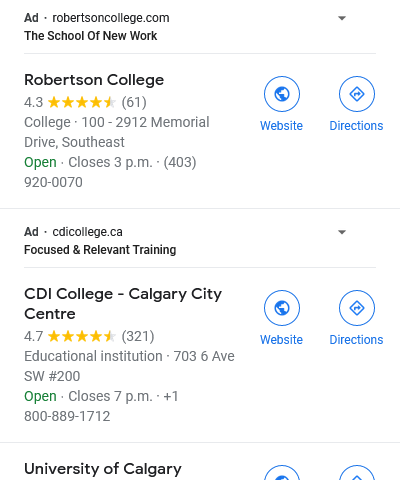 Ad · robertsoncollege.com
The School Of New Work
Robertson College
4.3 (61)
College · 100 - 2912 Memorial
Drive, Southeast
Open · Closes 3 p.m. · (403)
920-0070
Website
Directions
Ad · cdicollege.ca
Focused & Relevant Training
CDI College - Calgary City
Centre
4.7 (321)
Educational institution · 703 6 Ave
SW #200
Open · Closes 7 p.m. · +1
800-889-1712
Website
Directions
University of Calgary